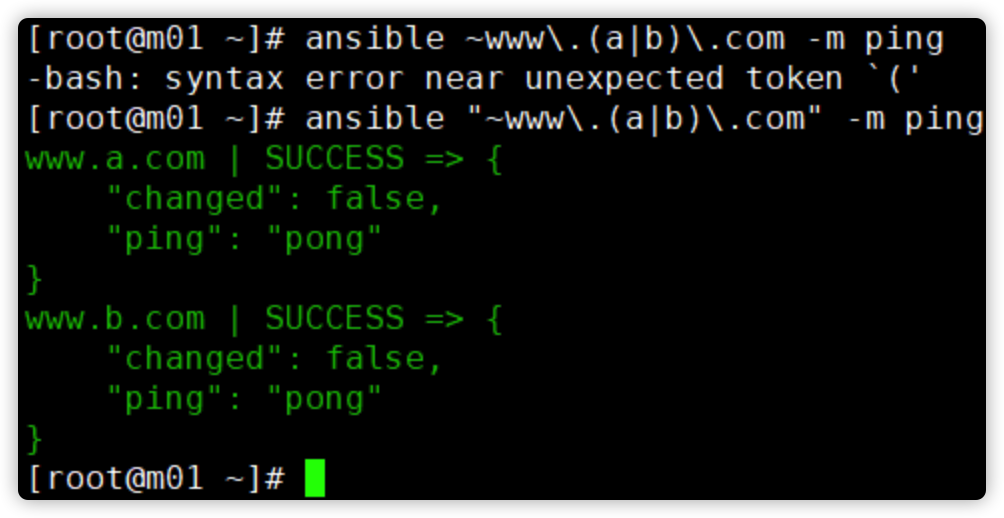 [root@m01 ~]# ansible ~www\.(a|b)\.com -m ping
-bash: syntax error near unexpected token `('
[root@m01 ~]# ansible "~www\.(a|b)\.com" -m ping
www.a.com | SUCCESS => {
    "changed": false,
    "ping": "pong"
}
www.b.com | SUCCESS => {
    "changed": false,
    "ping": "pong"
}
[root@m01 ~]#